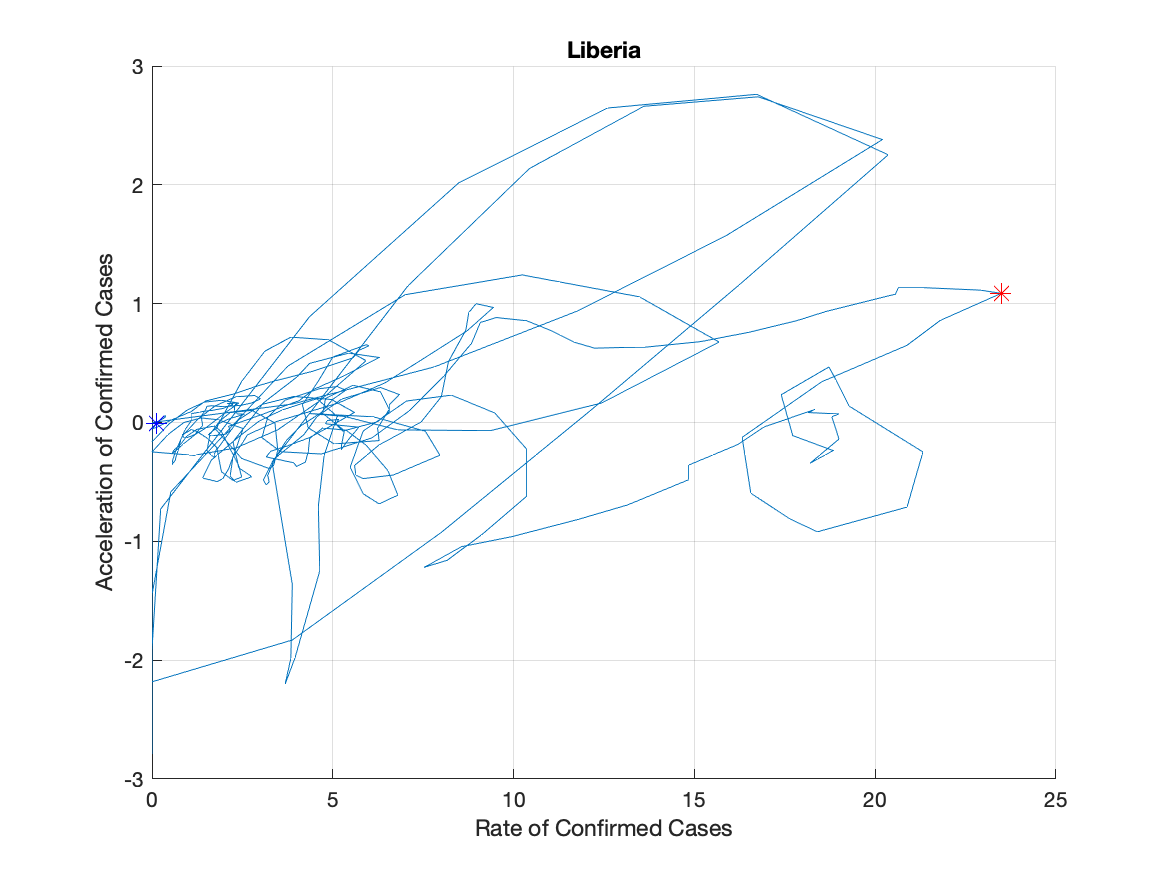 Liberia
3
2
1
0
-1
-2
-3
Acceleration of Confirmed Cases
0 5 10 15 20 25
Rate of Confirmed Cases